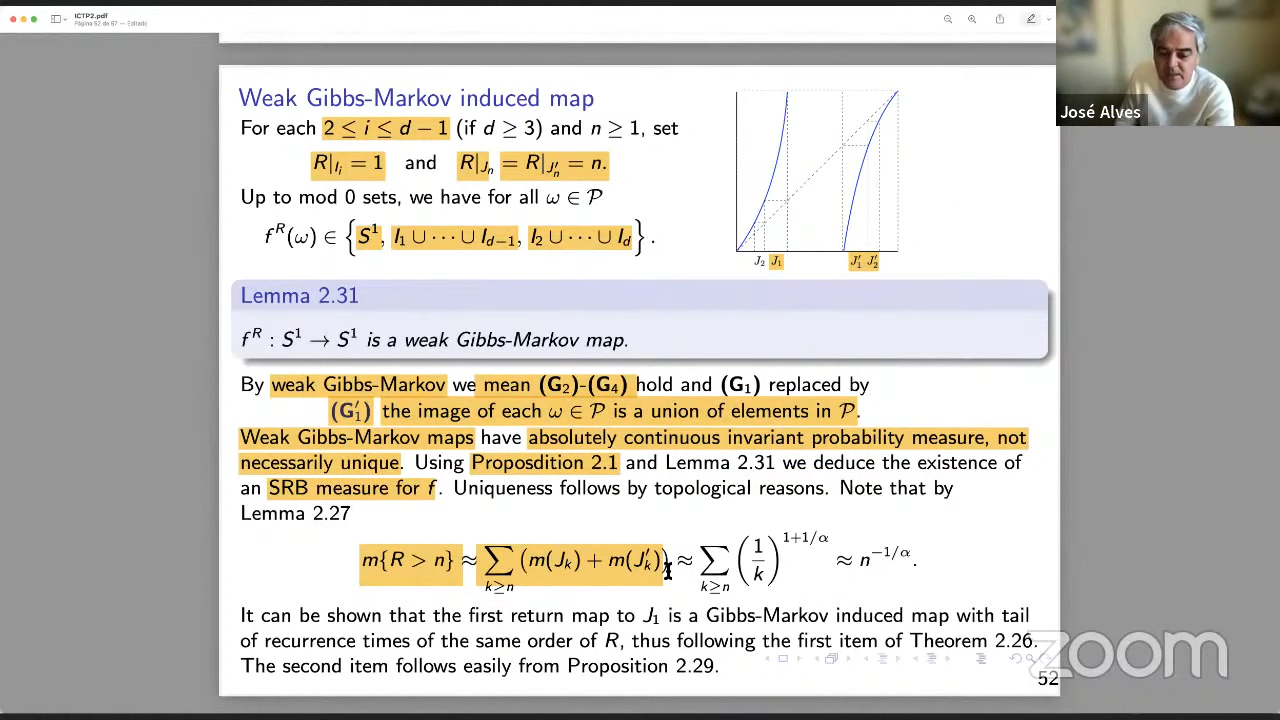 ICTP2.pdf
Página 52 de 57 — Editado
José Alves
Weak Gibbs-Markov induced map
For each 2 ≤ i ≤ d − 1 (if d ≥ 3) and n ≥ 1, set
R|_{I_i} = 1 and R|_{J_n} = R|_{J′_n} = n.
Up to mod 0 sets, we have for all ω ∈ P
f^R(ω) ∈ {S^1, I_1 ∪ ··· ∪ I_{d−1}, I_2 ∪ ··· ∪ I_d}.
J_2 J_1 J′_1 J′_2
Lemma 2.31
f^R : S^1 → S^1 is a weak Gibbs-Markov map.
By weak Gibbs-Markov we mean (G_2)-(G_4) hold and (G_1) replaced by
(G′_1) the image of each ω ∈ P is a union of elements in P.
Weak Gibbs-Markov maps have absolutely continuous invariant probability measure, not
necessarily unique. Using Proposdition 2.1 and Lemma 2.31 we deduce the existence of
an SRB measure for f. Uniqueness follows by topological reasons. Note that by
Lemma 2.27
m{R > n} ≈ ∑_{k≥n} (m(J_k) + m(J′_k)) ≈ ∑_{k≥n} (1/k)^{1+1/α} ≈ n^{−1/α}.
It can be shown that the first return map to J_1 is a Gibbs-Markov induced map with tail
of recurrence times of the same order of R, thus following the first item of Theorem 2.26.
The second item follows easily from Proposition 2.29.
zoom
52